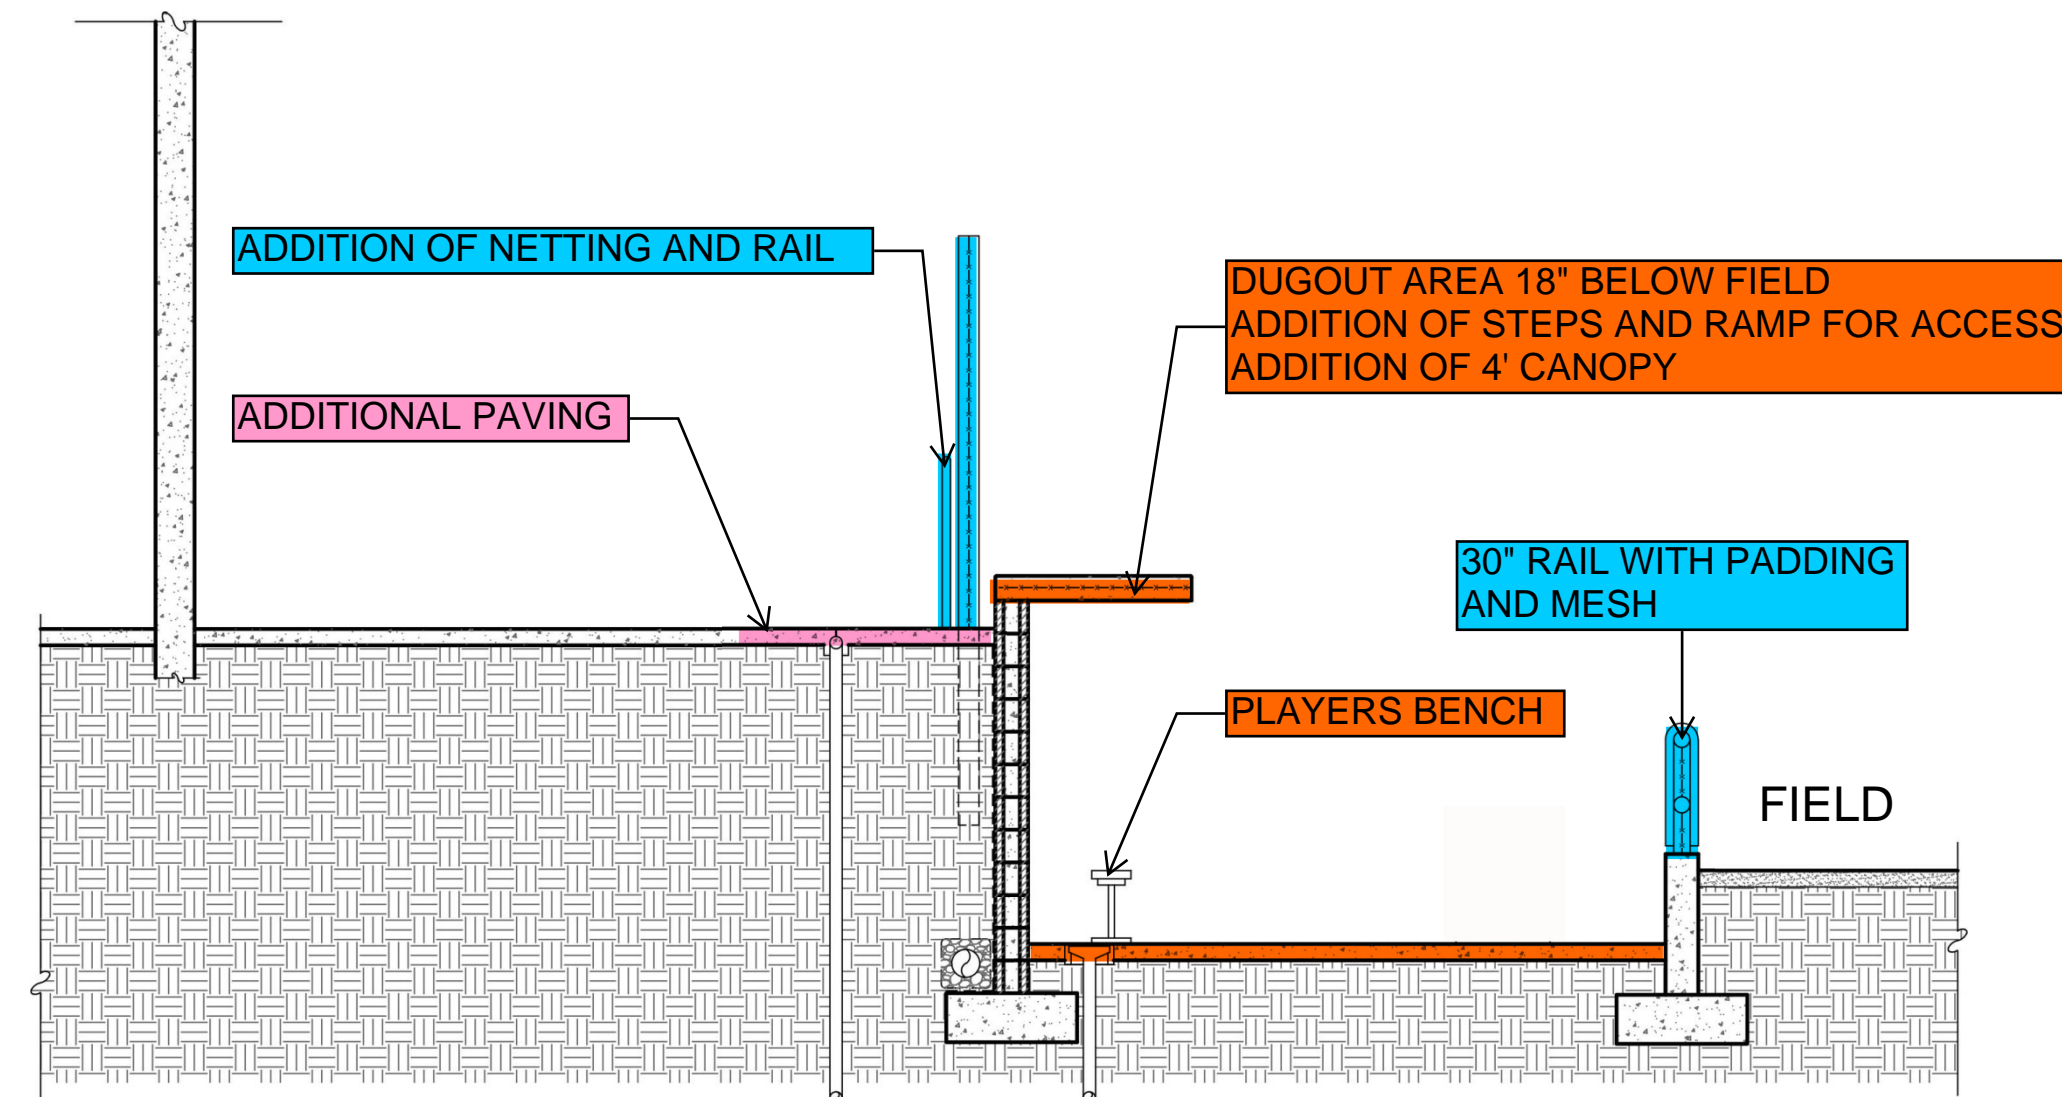 ADDITION OF NETTING AND RAIL
DUGOUT AREA 18" BELOW FIELD
ADDITION OF STEPS AND RAMP FOR ACCESS
ADDITION OF 4' CANOPY
ADDITIONAL PAVING
30" RAIL WITH PADDING
AND MESH
PLAYERS BENCH
FIELD